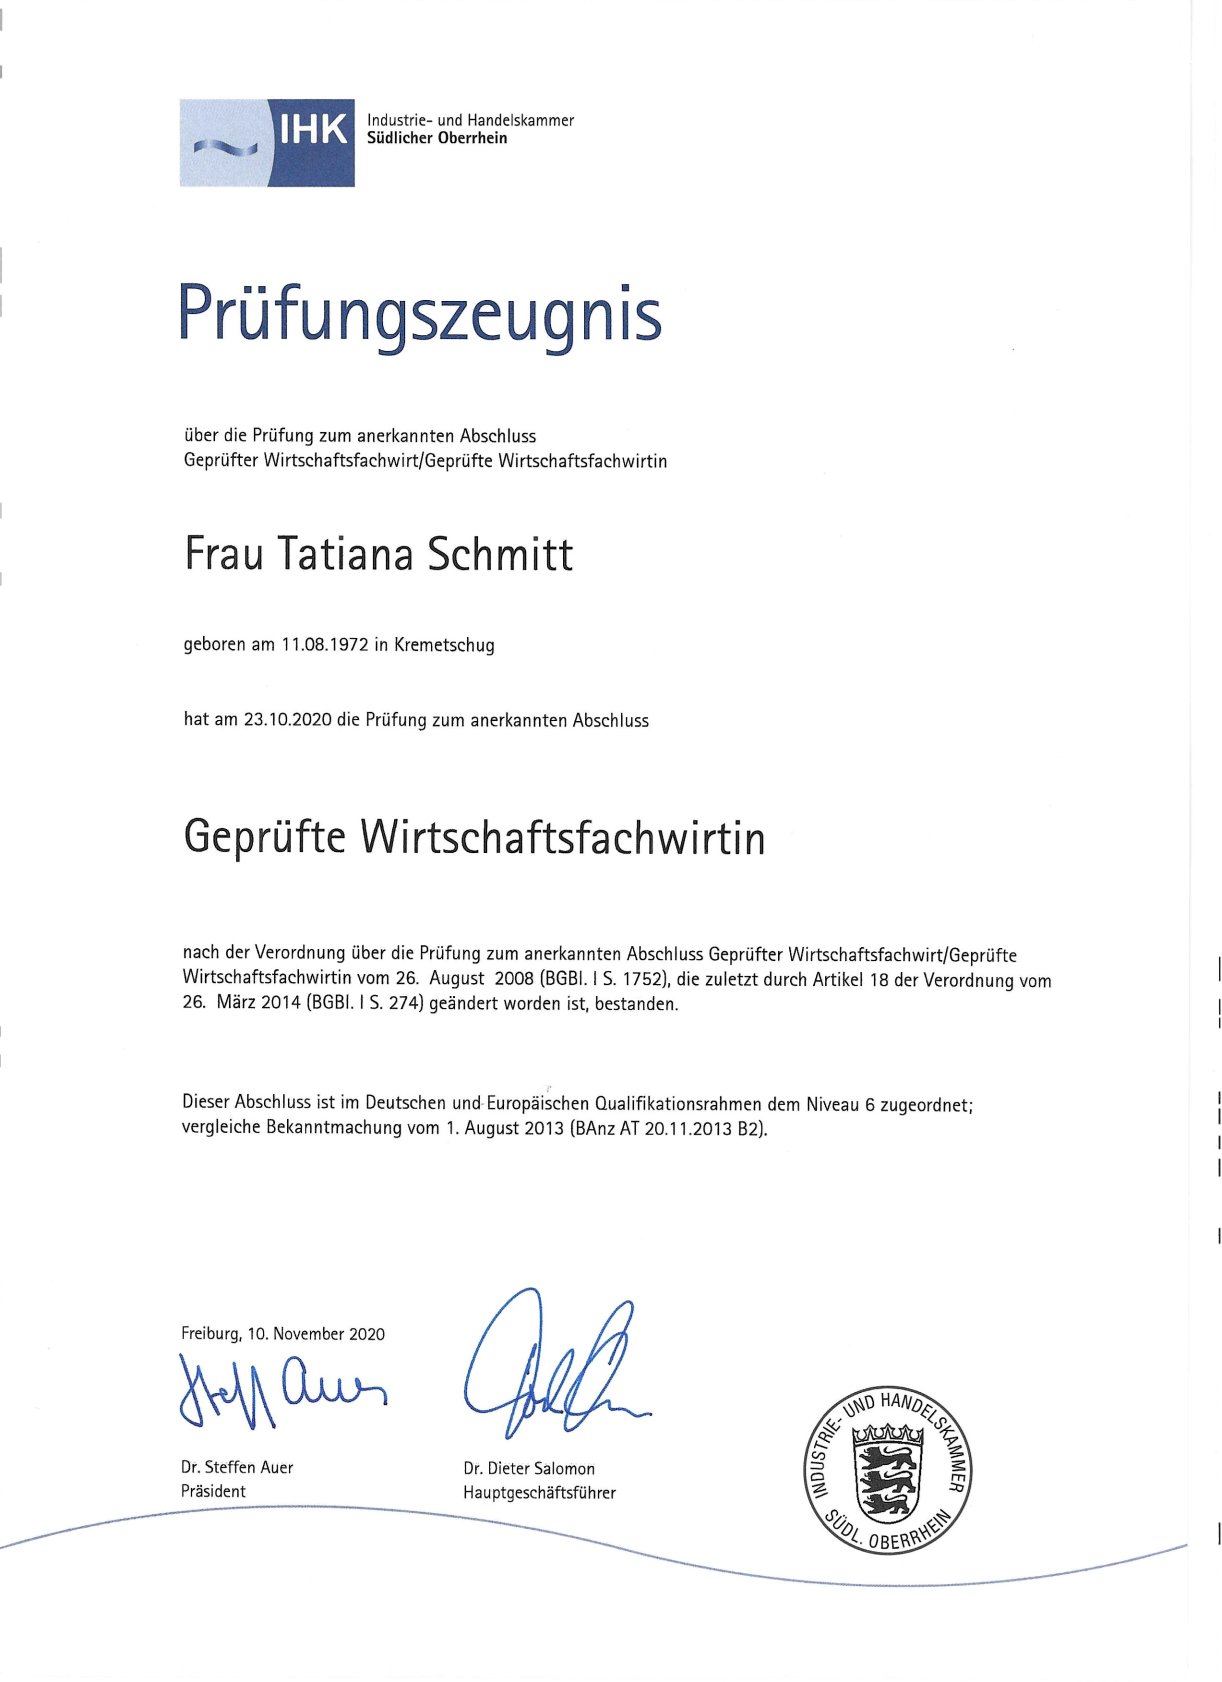 IHK
Industrie- und Handelskammer
Südlicher Oberrhein
Prüfungszeugnis
über die Prüfung zum anerkannten Abschluss
Geprüfter Wirtschaftsfachwirt/Geprüfte Wirtschaftsfachwirtin
Frau Tatiana Schmitt
geboren am 11.08.1972 in Kremetschug
hat am 23.10.2020 die Prüfung zum anerkannten Abschluss
Geprüfte Wirtschaftsfachwirtin
nach der Verordnung über die Prüfung zum anerkannten Abschluss Geprüfter Wirtschaftsfachwirt/Geprüfte
Wirtschaftsfachwirtin vom 26. August 2008 (BGBl. I S. 1752), die zuletzt durch Artikel 18 der Verordnung vom
26. März 2014 (BGBl. I S. 274) geändert worden ist, bestanden.
Dieser Abschluss ist im Deutschen und Europäischen Qualifikationsrahmen dem Niveau 6 zugeordnet;
vergleiche Bekanntmachung vom 1. August 2013 (BAnz AT 20.11.2013 B2).
Freiburg, 10. November 2020
Steff Auer
Dr. Steffen Auer
Präsident
Dr. Dieter Salomon
Hauptgeschäftsführer
INDUSTRIE- UND HANDELSKAMMER
SÜDL. OBERRHEIN